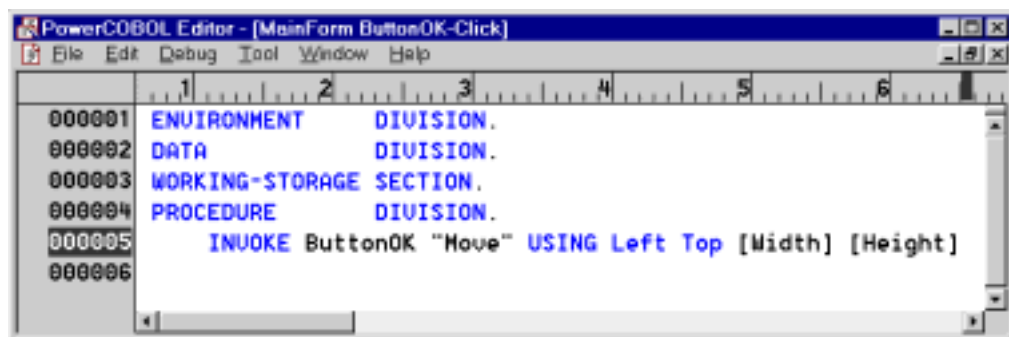 PowerCOBOL Editor - [MainForm ButtonOK-Click]
File Edit Debug Tool Window Help
1 2 3 4 5 6
000001 ENVIRONMENT DIVISION.
000002 DATA DIVISION.
000003 WORKING-STORAGE SECTION.
000004 PROCEDURE DIVISION.
000005 INVOKE ButtonOK "Move" USING Left Top [Width] [Height]
000006